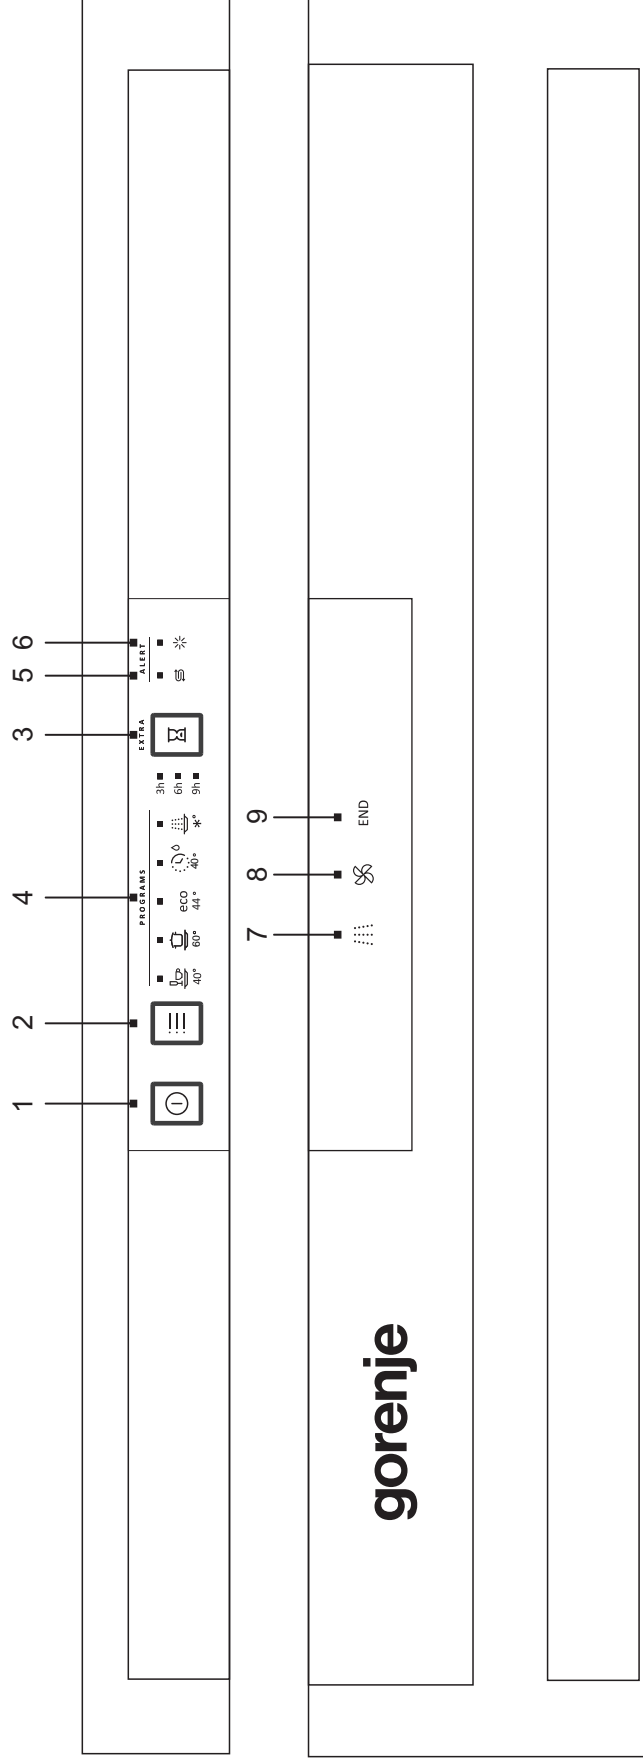 1 2 4 3 5 6
PROGRAMS EXTRA ALERT
3h
6h
9h
eco
40° 60° 44° 40° *°
7 8 9
END
gorenje